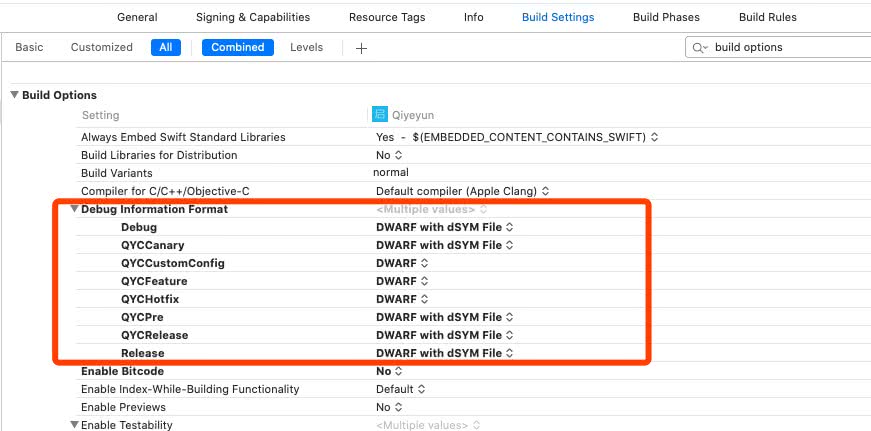 General Signing & Capabilities Resource Tags Info Build Settings Build Phases Build Rules
Basic Customized All Combined Levels + build options
Build Options
Setting 启 Qiyeyun
Always Embed Swift Standard Libraries Yes - $(EMBEDDED_CONTENT_CONTAINS_SWIFT)
Build Libraries for Distribution No
Build Variants normal
Compiler for C/C++/Objective-C Default compiler (Apple Clang)
Debug Information Format <Multiple values>
Debug DWARF with dSYM File
QYCCanary DWARF with dSYM File
QYCCustomConfig DWARF
QYCFeature DWARF
QYCHotfix DWARF
QYCPre DWARF with dSYM File
QYCRelease DWARF with dSYM File
Release DWARF with dSYM File
Enable Bitcode No
Enable Index-While-Building Functionality Default
Enable Previews No
Enable Testability <Multiple values>